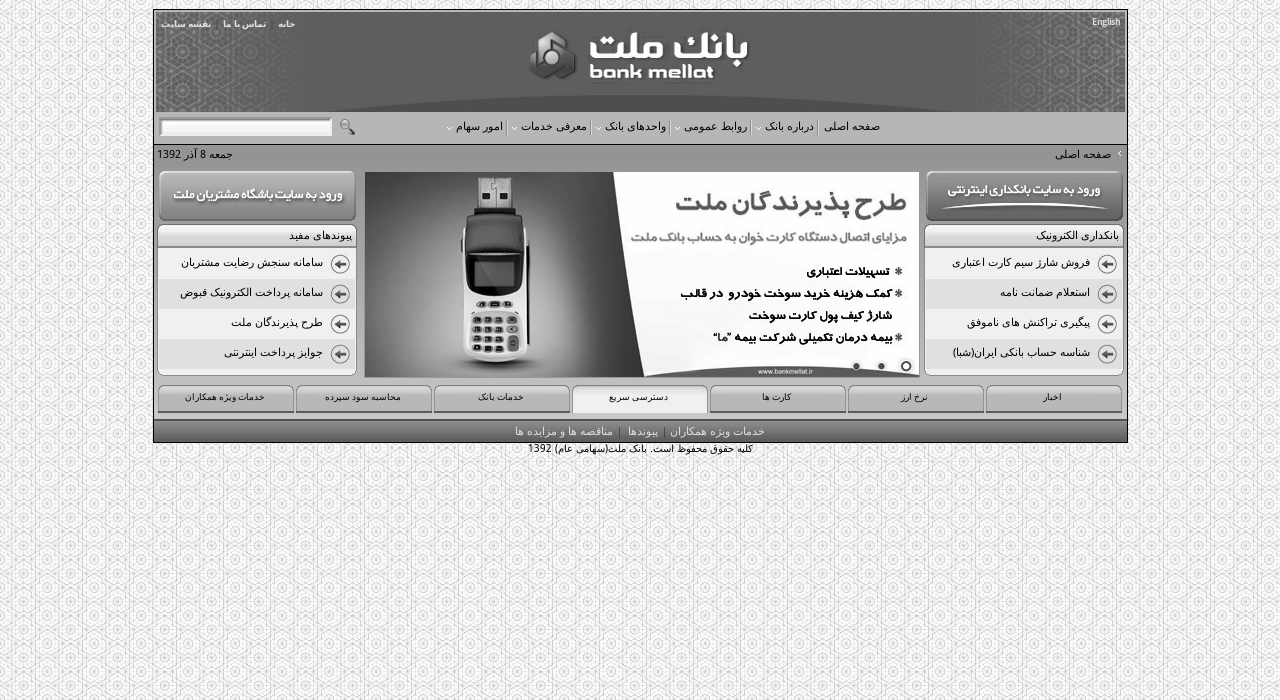 English
خانه | تماس با ما | نقشه سایت
بانک ملت
bank mellat
صفحه اصلی
درباره بانک
روابط عمومی
واحدهای بانک
معرفی خدمات
امور سهام
صفحه اصلی
جمعه 8 آذر 1392
ورود به سایت بانکداری اینترنتی
بانکداری الکترونیک
فروش شارژ سیم کارت اعتباری
استعلام ضمانت نامه
پیگیری تراکنش های ناموفق
شناسه حساب بانکی ایران(شبا)
طرح پذیرندگان ملت
مزایای اتصال دستگاه کارت خوان به حساب بانک ملت
* تسهیلات اعتباری
* کمک هزینه خرید سوخت خودرو در قالب
شارژ کیف پول کارت سوخت
* بیمه درمان تکمیلی شرکت بیمه "ما"
www.bankmellat.ir
ورود به سایت باشگاه مشتریان ملت
پیوندهای مفید
سامانه سنجش رضایت مشتریان
سامانه پرداخت الکترونیک قبوض
طرح پذیرندگان ملت
جوایز پرداخت اینترنتی
اخبار
نرخ ارز
کارت ها
دسترسی سریع
خدمات بانک
محاسبه سود سپرده
خدمات ویژه همکاران
خدمات ویژه همکاران | پیوندها | مناقصه ها و مزایده ها
کلیه حقوق محفوظ است. بانک ملت(سهامی عام) 1392